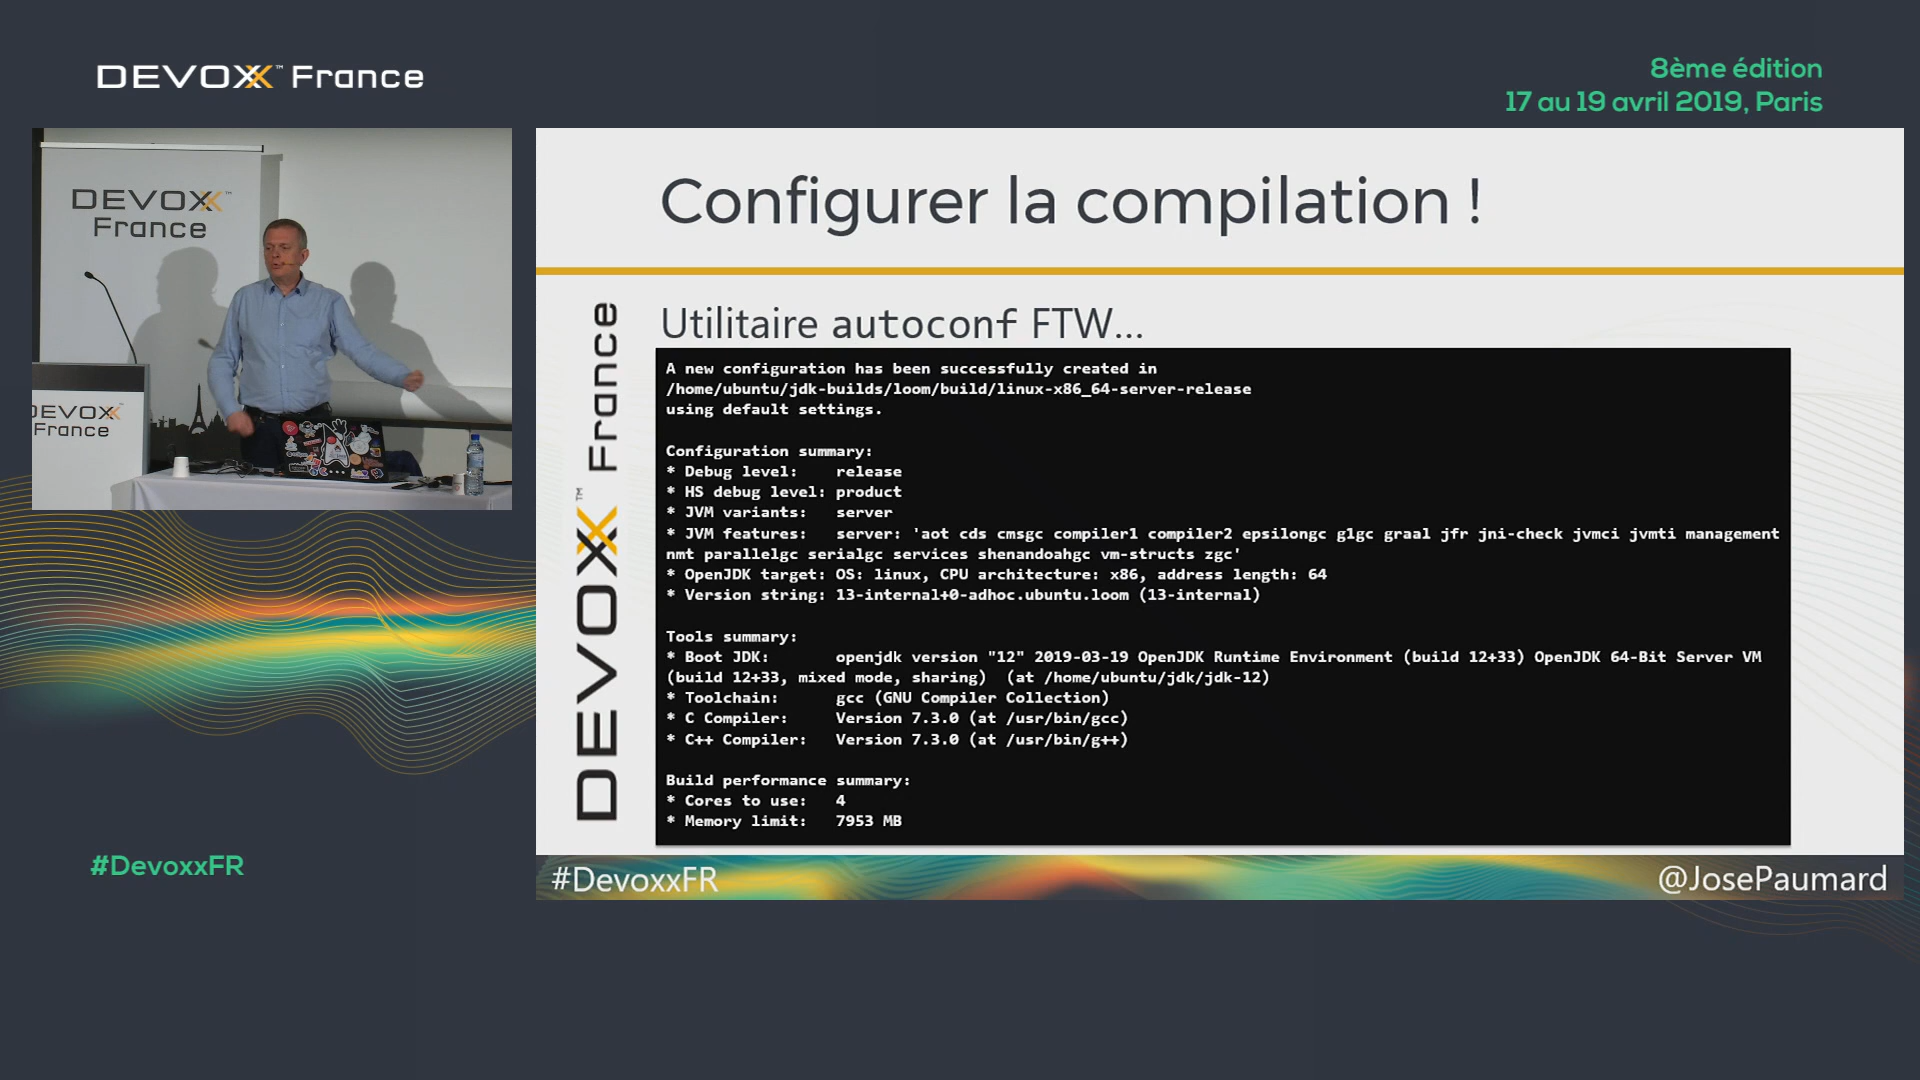 DEVOXX™ France
8ème édition
17 au 19 avril 2019, Paris
DEVOXX™
France
DEVOXX™
France
#DevoxxFR
Configurer la compilation !
DEVOXX™ France
Utilitaire autoconf FTW...
A new configuration has been successfully created in
/home/ubuntu/jdk-builds/loom/build/linux-x86_64-server-release
using default settings.
Configuration summary:
* Debug level:    release
* HS debug level: product
* JVM variants:   server
* JVM features:   server: 'aot cds cmsgc compiler1 compiler2 epsilongc g1gc graal jfr jni-check jvmci jvmti management
nmt parallelgc serialgc services shenandoahgc vm-structs zgc'
* OpenJDK target: OS: linux, CPU architecture: x86, address length: 64
* Version string: 13-internal+0-adhoc.ubuntu.loom (13-internal)
Tools summary:
* Boot JDK:       openjdk version "12" 2019-03-19 OpenJDK Runtime Environment (build 12+33) OpenJDK 64-Bit Server VM
(build 12+33, mixed mode, sharing)  (at /home/ubuntu/jdk/jdk-12)
* Toolchain:      gcc (GNU Compiler Collection)
* C Compiler:     Version 7.3.0 (at /usr/bin/gcc)
* C++ Compiler:   Version 7.3.0 (at /usr/bin/g++)
Build performance summary:
* Cores to use:   4
* Memory limit:   7953 MB
#DevoxxFR
@JosePaumard